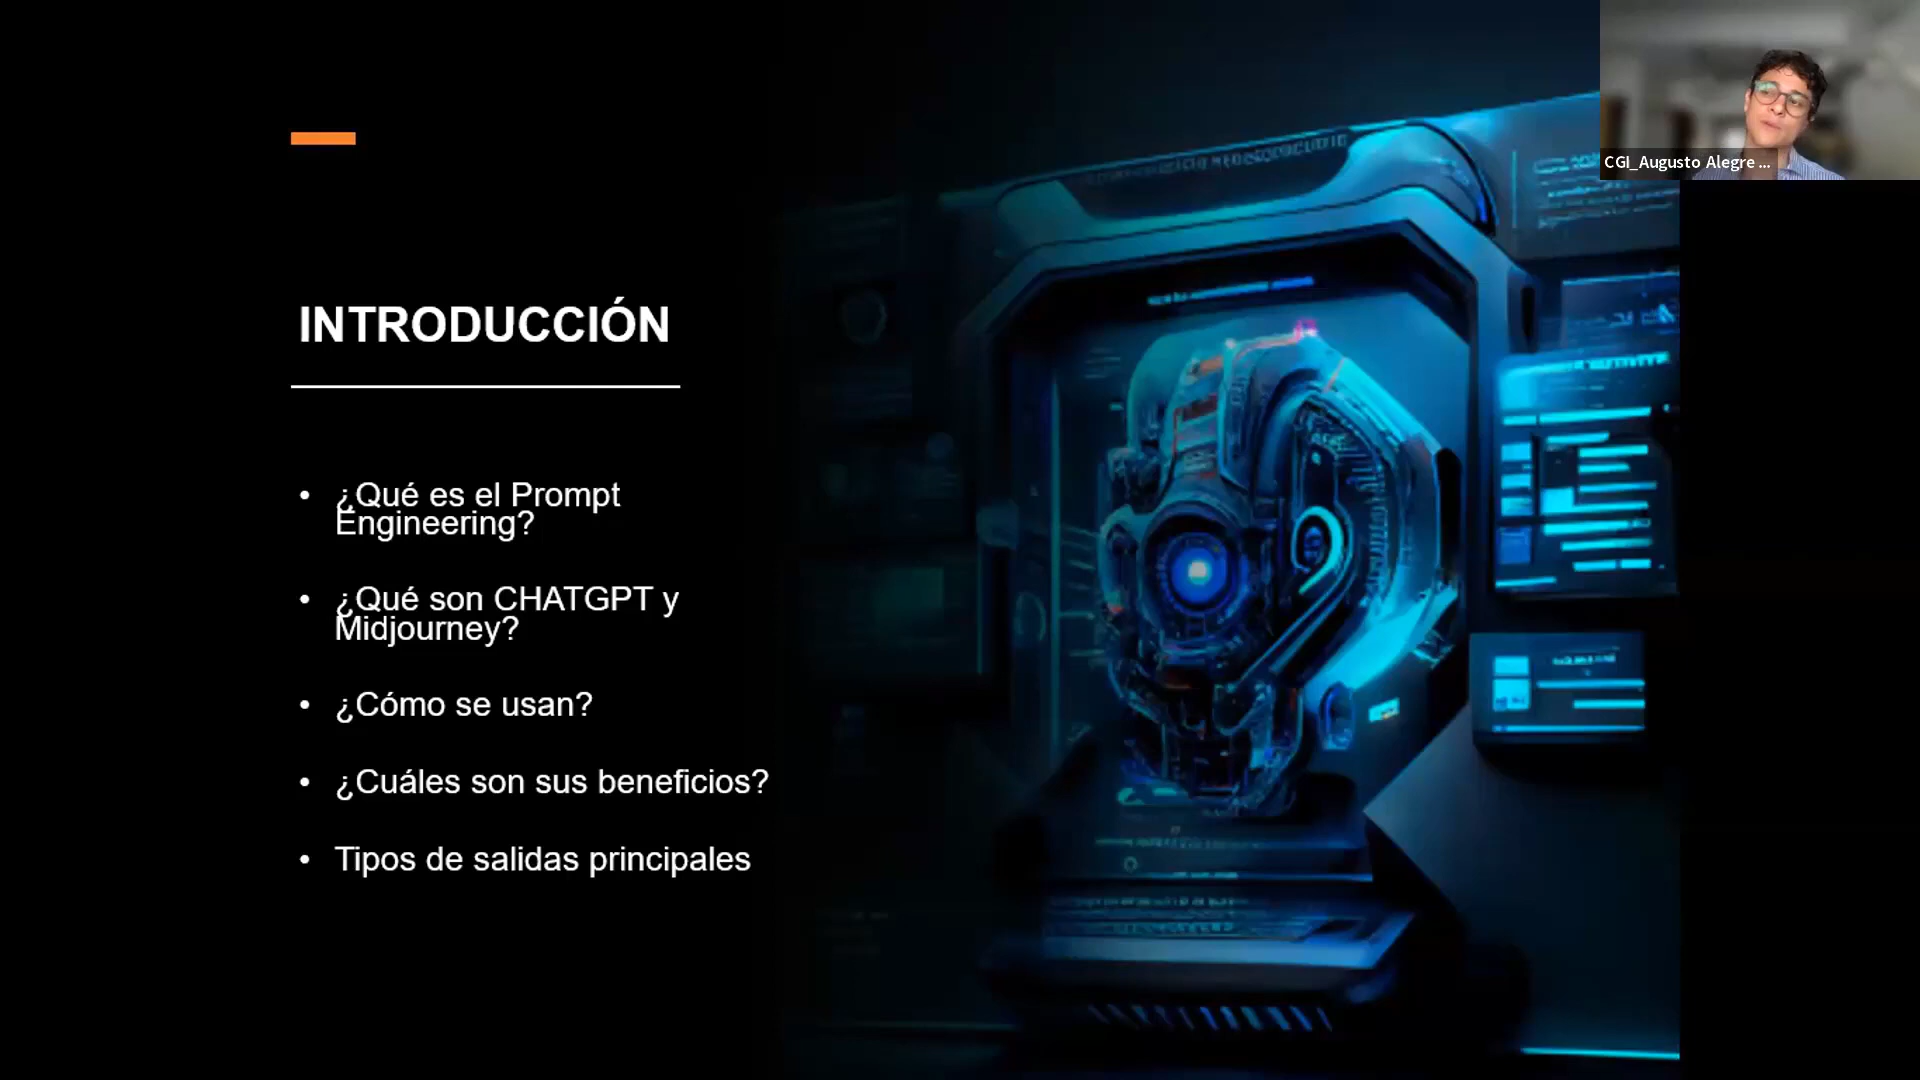 CGI_Augusto Alegre ...
INTRODUCCIÓN
• ¿Qué es el Prompt
Engineering?
• ¿Qué son CHATGPT y
Midjourney?
• ¿Cómo se usan?
• ¿Cuáles son sus beneficios?
• Tipos de salidas principales